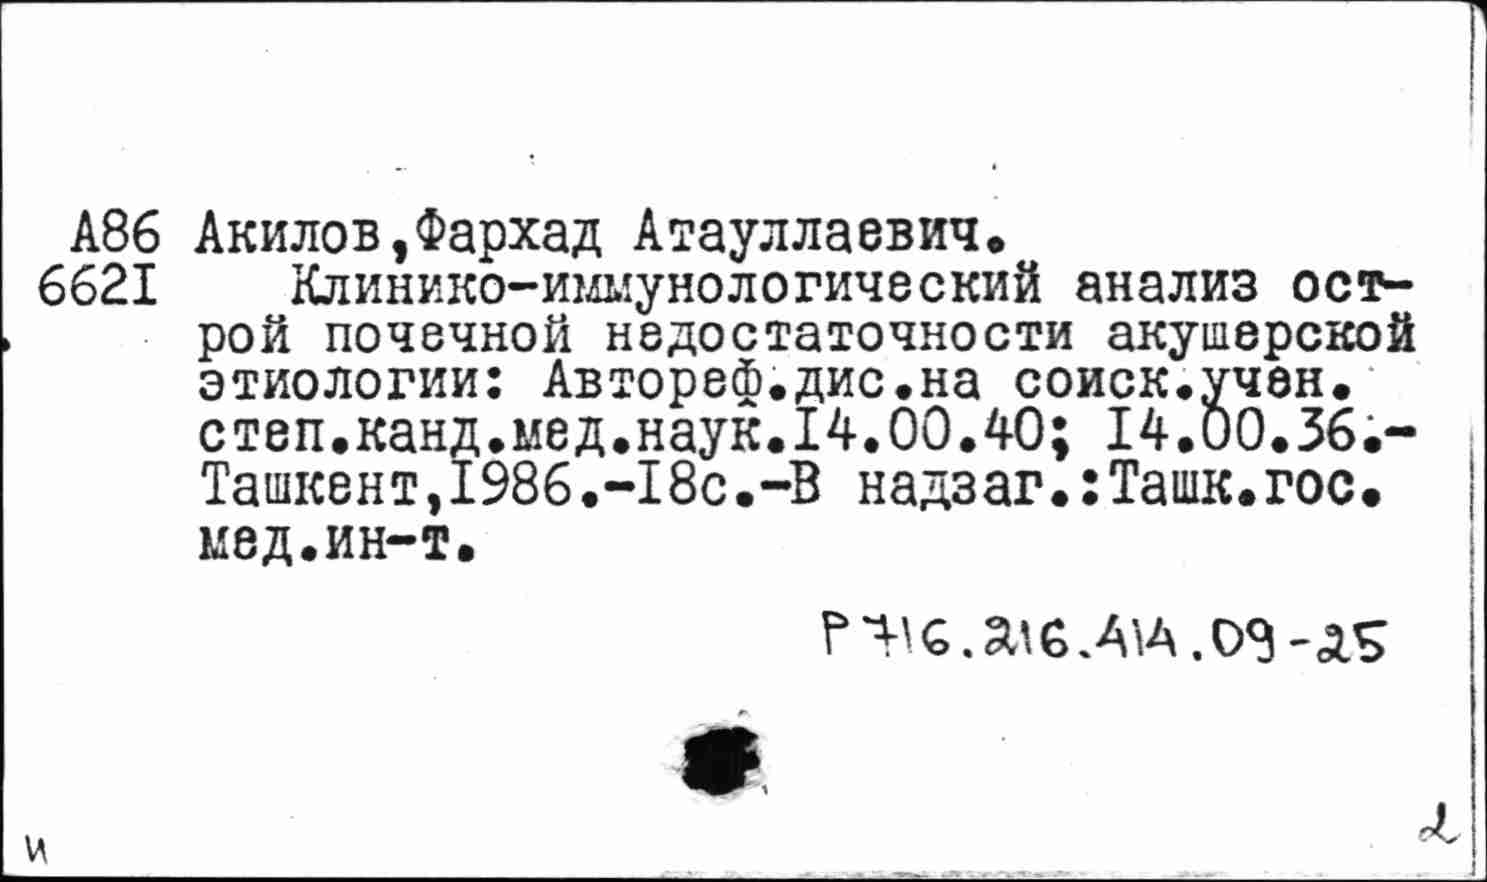 А86 Акилов,Фархад Атауллаевич.
6621 Клинико-иммунологический анализ ост-
рой почечной недостаточности акушерской
этиологии: Автореф.дис.на соиск.учен.
степ.канд.мед.наук.14.00.40; 14.00.36.-
Ташкент,1986.-18с.-В надзаг.:Ташк.гос.
мед.ин-т.
Р716.216.414.09-25
и
2